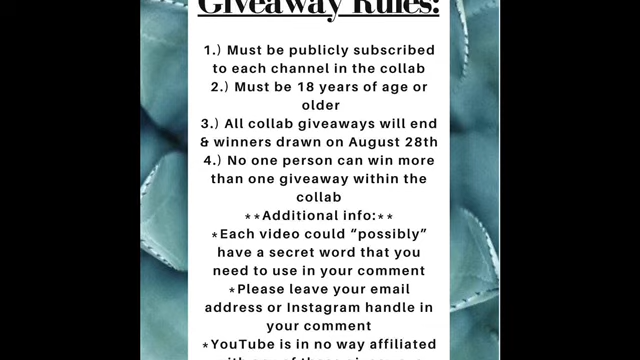 Giveaway Rules:
1.) Must be publicly subscribed
to each channel in the collab
2.) Must be 18 years of age or
older
3.) All collab giveaways will end
& winners drawn on August 28th
4.) No one person can win more
than one giveaway within the
collab
**Additional info:**
*Each video could “possibly”
have a secret word that you
need to use in your comment
*Please leave your email
address or Instagram handle in
your comment
*YouTube is in no way affiliated